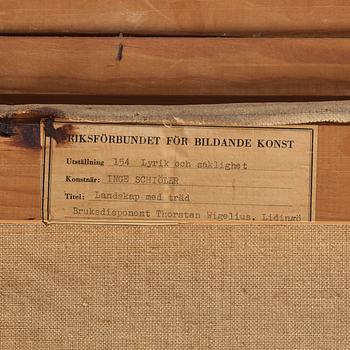 RIKSFÖRBUNDET FÖR BILDANDE KONST
Utställning 154 Lyrik och saklighet
Konstnär: INGE SCHIÖLER
Titel: Landskap med träd
Bruksdisponent Thorsten Wigelius, Lidingö